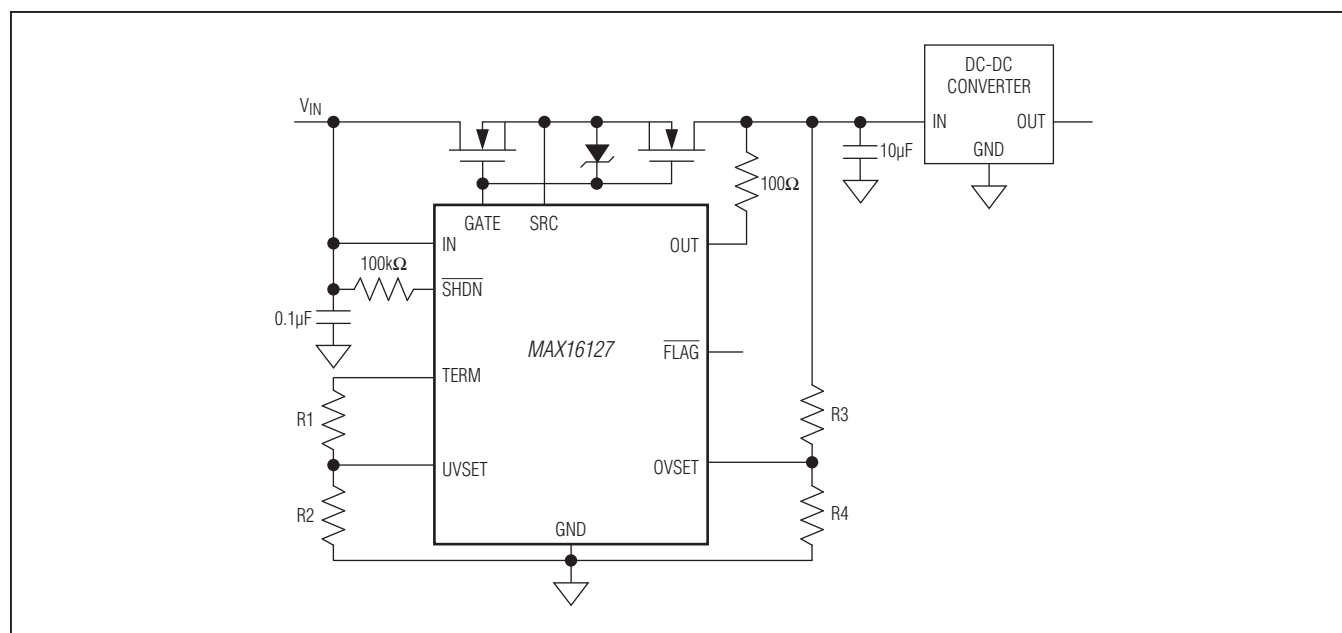 DC-DC
CONVERTER
IN
OUT
GND
VIN
10µF
100Ω
GATE
SRC
IN
OUT
100kΩ
SHDN
0.1µF
MAX16127
FLAG
TERM
R1
R3
UVSET
OVSET
R2
R4
GND